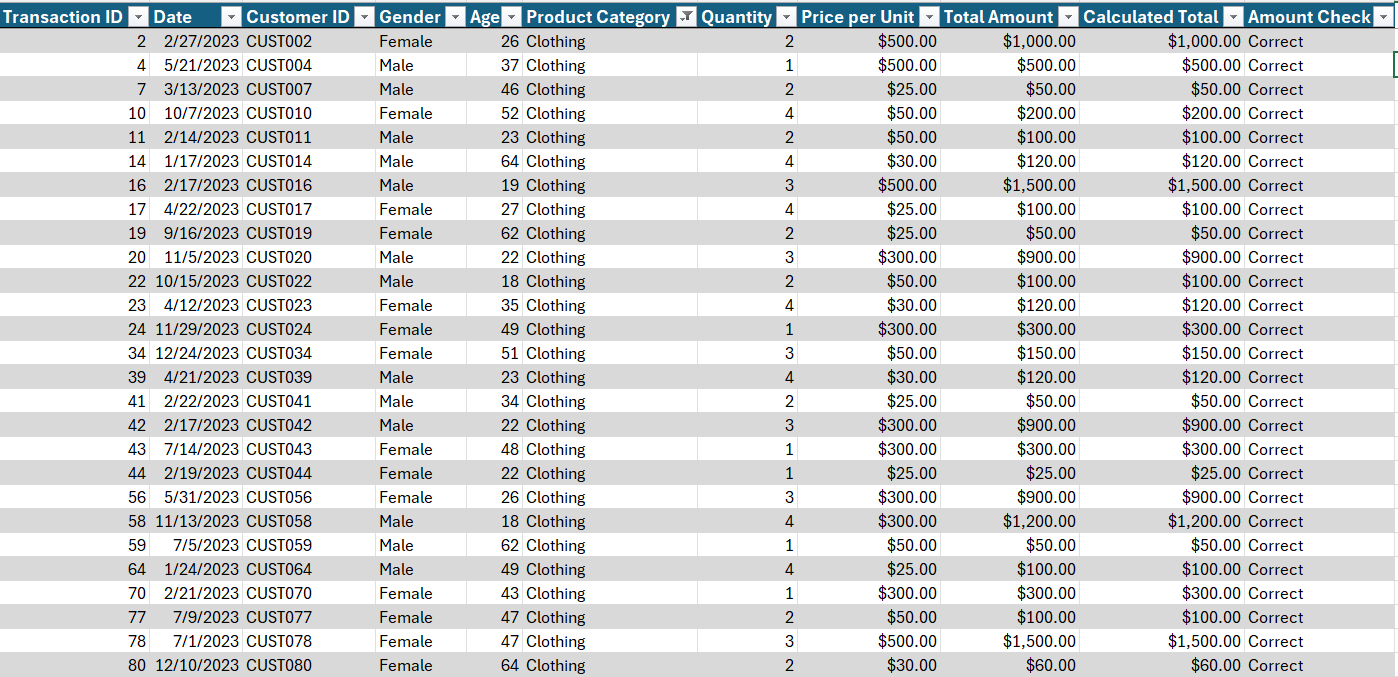 Transaction ID Date Customer ID Gender Age Product Category Quantity Price per Unit Total Amount Calculated Total Amount Check
2 2/27/2023 CUST002 Female 26 Clothing 2 $500.00 $1,000.00 $1,000.00 Correct
4 5/21/2023 CUST004 Male 37 Clothing 1 $500.00 $500.00 $500.00 Correct
7 3/13/2023 CUST007 Male 46 Clothing 2 $25.00 $50.00 $50.00 Correct
10 10/7/2023 CUST010 Female 52 Clothing 4 $50.00 $200.00 $200.00 Correct
11 2/14/2023 CUST011 Male 23 Clothing 2 $50.00 $100.00 $100.00 Correct
14 1/17/2023 CUST014 Male 64 Clothing 4 $30.00 $120.00 $120.00 Correct
16 2/17/2023 CUST016 Male 19 Clothing 3 $500.00 $1,500.00 $1,500.00 Correct
17 4/22/2023 CUST017 Female 27 Clothing 4 $25.00 $100.00 $100.00 Correct
19 9/16/2023 CUST019 Female 62 Clothing 2 $25.00 $50.00 $50.00 Correct
20 11/5/2023 CUST020 Male 22 Clothing 3 $300.00 $900.00 $900.00 Correct
22 10/15/2023 CUST022 Male 18 Clothing 2 $50.00 $100.00 $100.00 Correct
23 4/12/2023 CUST023 Female 35 Clothing 4 $30.00 $120.00 $120.00 Correct
24 11/29/2023 CUST024 Female 49 Clothing 1 $300.00 $300.00 $300.00 Correct
34 12/24/2023 CUST034 Female 51 Clothing 3 $50.00 $150.00 $150.00 Correct
39 4/21/2023 CUST039 Male 23 Clothing 4 $30.00 $120.00 $120.00 Correct
41 2/22/2023 CUST041 Male 34 Clothing 2 $25.00 $50.00 $50.00 Correct
42 2/17/2023 CUST042 Male 22 Clothing 3 $300.00 $900.00 $900.00 Correct
43 7/14/2023 CUST043 Female 48 Clothing 1 $300.00 $300.00 $300.00 Correct
44 2/19/2023 CUST044 Female 22 Clothing 1 $25.00 $25.00 $25.00 Correct
56 5/31/2023 CUST056 Female 26 Clothing 3 $300.00 $900.00 $900.00 Correct
58 11/13/2023 CUST058 Male 18 Clothing 4 $300.00 $1,200.00 $1,200.00 Correct
59 7/5/2023 CUST059 Male 62 Clothing 1 $50.00 $50.00 $50.00 Correct
64 1/24/2023 CUST064 Male 49 Clothing 4 $25.00 $100.00 $100.00 Correct
70 2/21/2023 CUST070 Female 43 Clothing 1 $300.00 $300.00 $300.00 Correct
77 7/9/2023 CUST077 Female 47 Clothing 2 $50.00 $100.00 $100.00 Correct
78 7/1/2023 CUST078 Female 47 Clothing 3 $500.00 $1,500.00 $1,500.00 Correct
80 12/10/2023 CUST080 Female 64 Clothing 2 $30.00 $60.00 $60.00 Correct